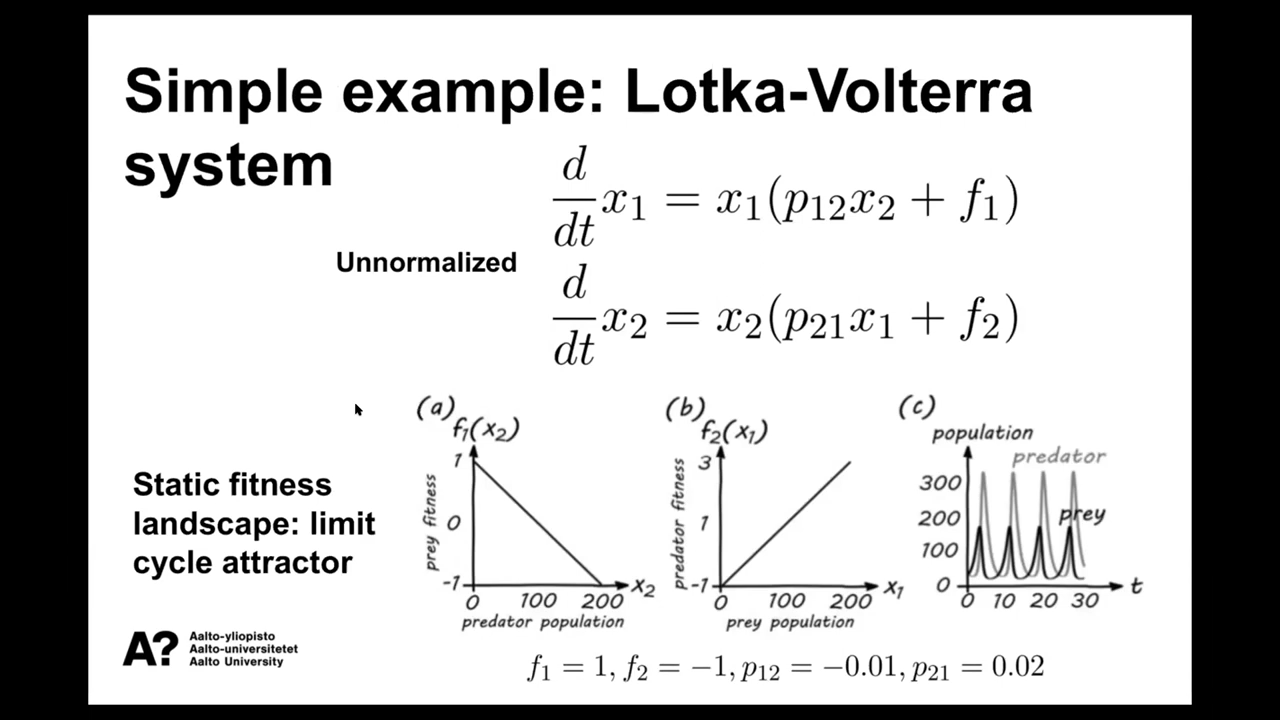 Simple example: Lotka-Volterra
system
d/dt x₁ = x₁(p₁₂x₂ + f₁)
Unnormalized
d/dt x₂ = x₂(p₂₁x₁ + f₂)
Static fitness
landscape: limit
cycle attractor
(a)
f₁(x₂)
prey fitness
1
0
-1
0 100 200
x₂
predator population
(b)
f₂(x₁)
predator fitness
3
1
-1
0 100 200
x₁
prey population
(c)
population
predator
prey
300
200
100
0
0 10 20 30
t
A?
Aalto-yliopisto
Aalto-universitetet
Aalto University
f₁ = 1, f₂ = −1, p₁₂ = −0.01, p₂₁ = 0.02